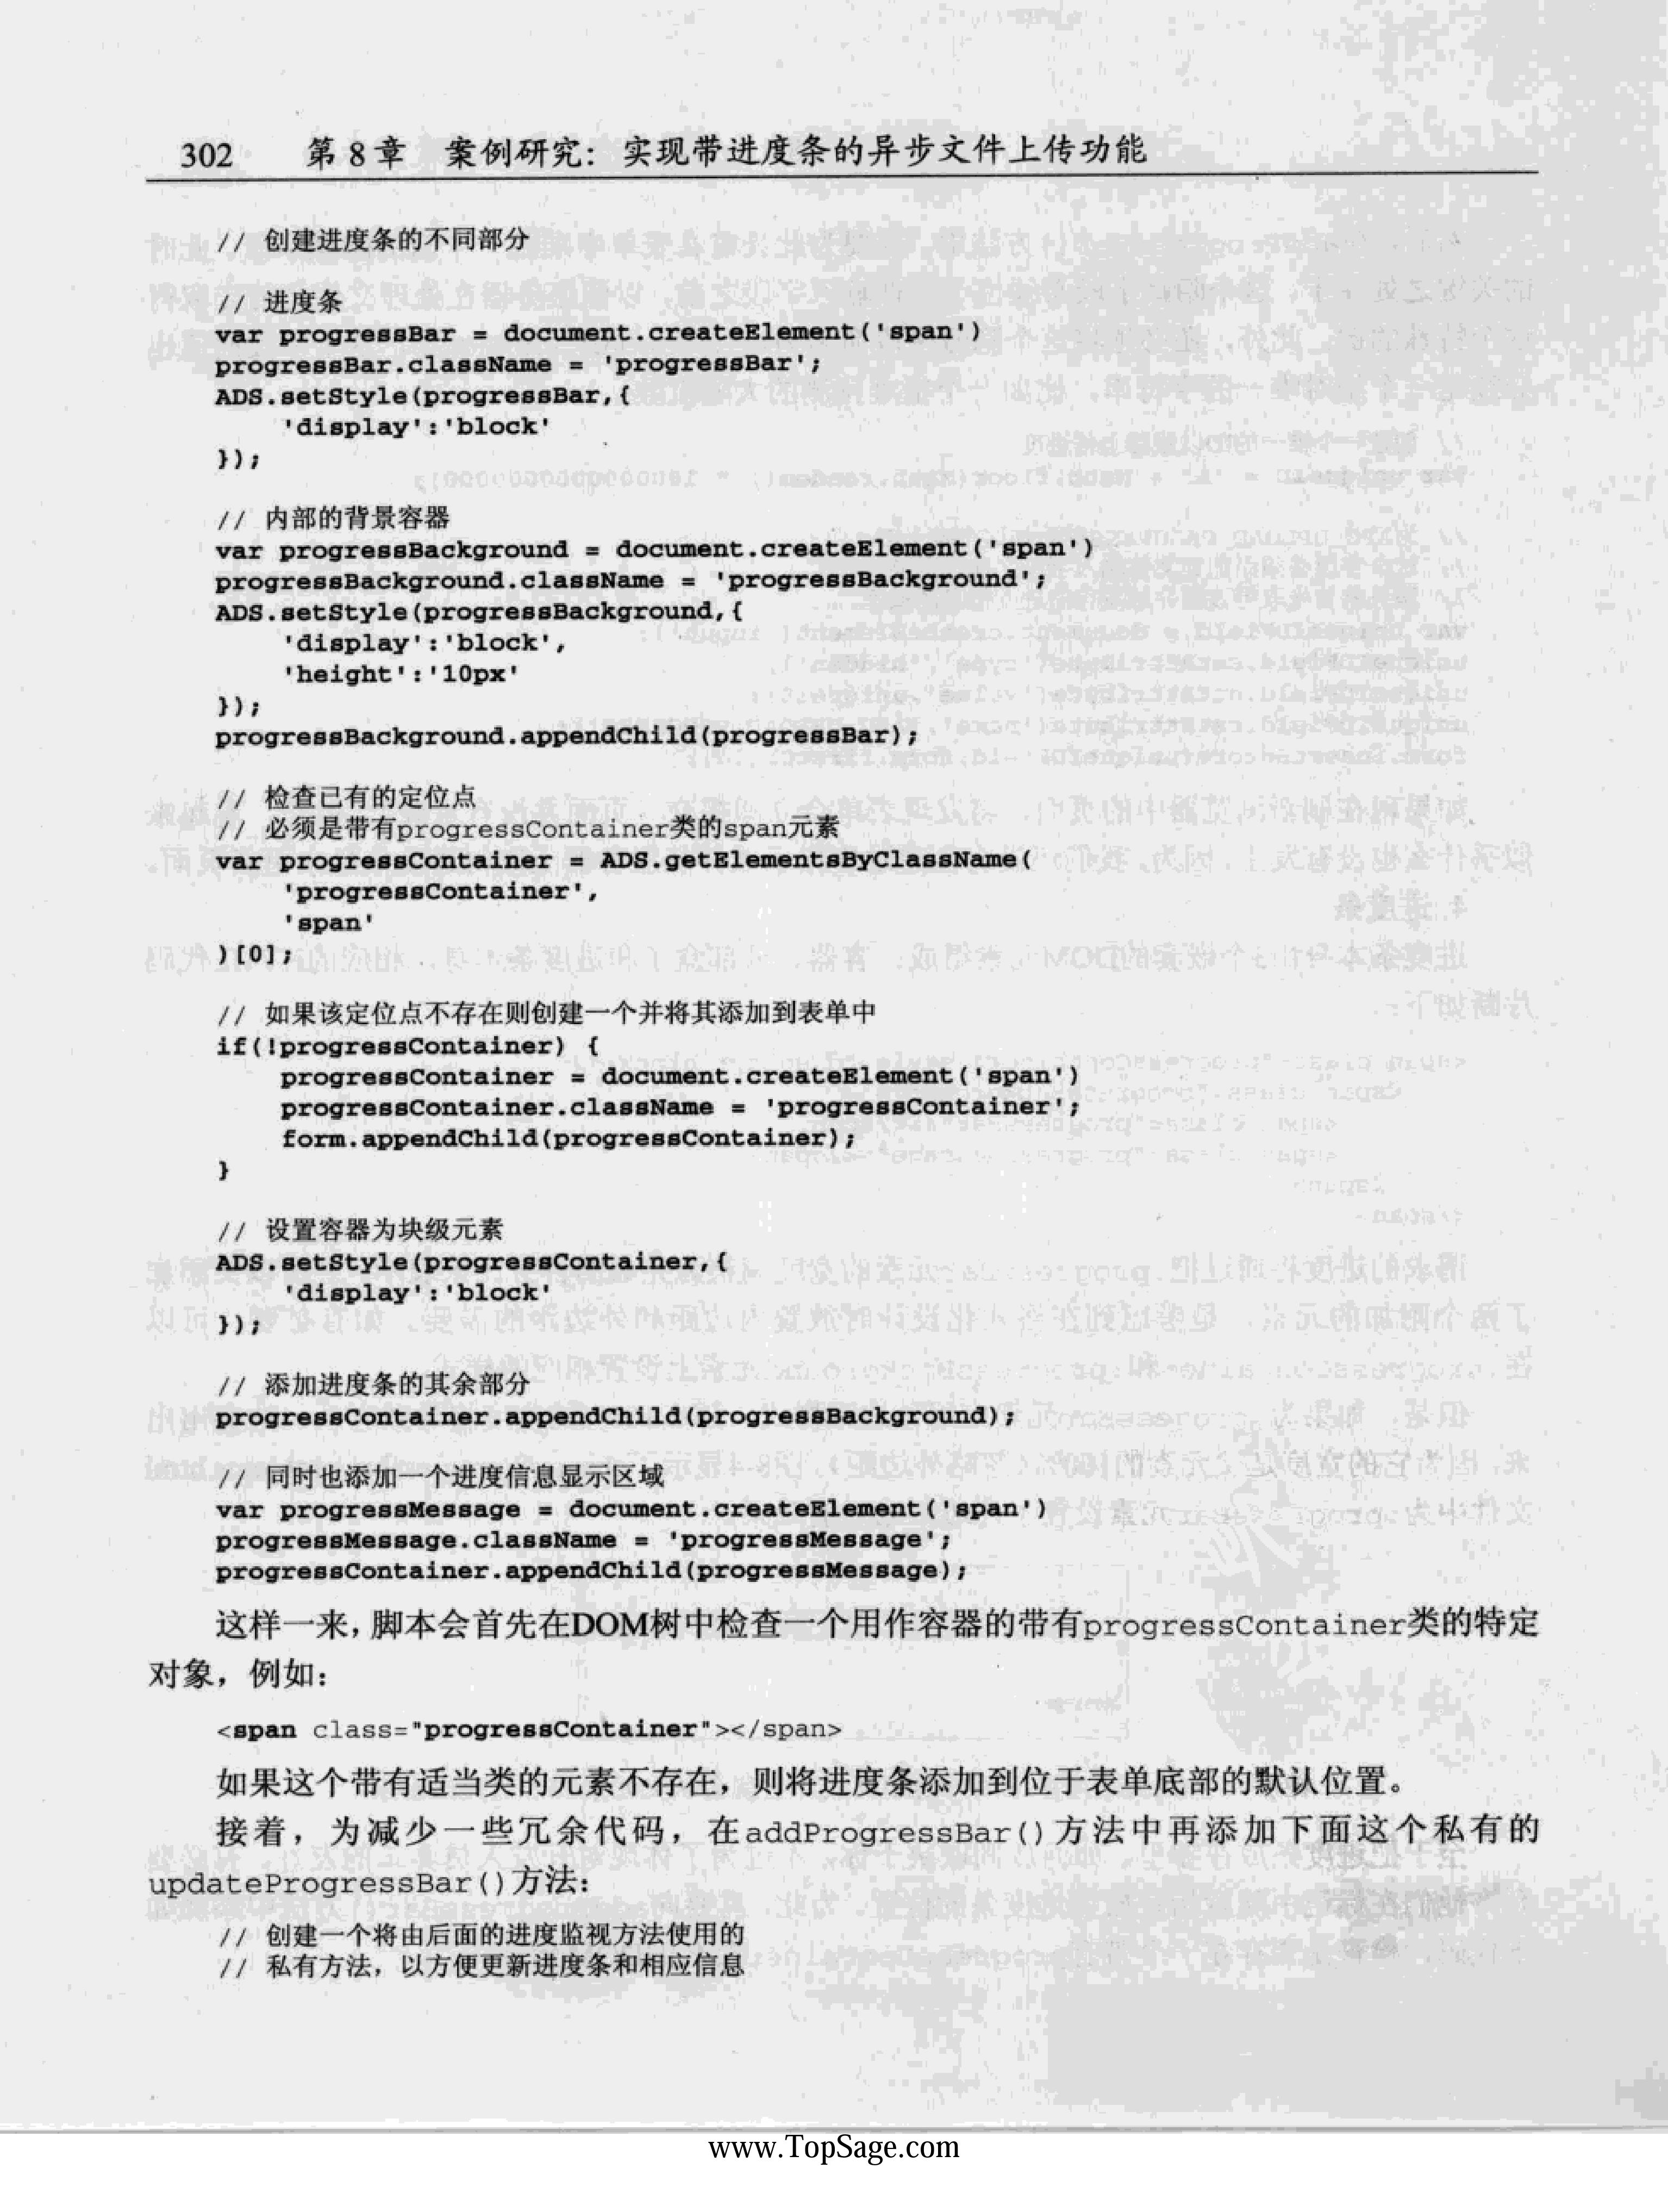 302 第 8 章 案例研究：实现带进度条的异步文件上传功能
// 创建进度条的不同部分
// 进度条
var progressBar = document.createElement('span')
progressBar.className = 'progressBar';
ADS.setStyle(progressBar,{
'display':'block'
});
// 内部的背景容器
var progressBackground = document.createElement('span')
progressBackground.className = 'progressBackground';
ADS.setStyle(progressBackground,{
'display':'block',
'height':'10px'
});
progressBackground.appendChild(progressBar);
// 检查已有的定位点
// 必须是带有progressContainer类的span元素
var progressContainer = ADS.getElementsByClassName(
'progressContainer',
'span'
)[0];
// 如果该定位点不存在则创建一个并将其添加到表单中
if(!progressContainer) {
progressContainer = document.createElement('span')
progressContainer.className = 'progressContainer';
form.appendChild(progressContainer);
}
// 设置容器为块级元素
ADS.setStyle(progressContainer,{
'display':'block'
});
// 添加进度条的其余部分
progressContainer.appendChild(progressBackground);
// 同时也添加一个进度信息显示区域
var progressMessage = document.createElement('span')
progressMessage.className = 'progressMessage';
progressContainer.appendChild(progressMessage);
这样一来，脚本会首先在DOM树中检查一个用作容器的带有progressContainer类的特定
对象，例如：
<span class="progressContainer"></span>
如果这个带有适当类的元素不存在，则将进度条添加到位于表单底部的默认位置。
接着，为减少一些冗余代码，在addProgressBar()方法中再添加下面这个私有的
updateProgressBar()方法：
// 创建一个将由后面的进度监视方法使用的
// 私有方法，以方便更新进度条和相应信息
www.TopSage.com